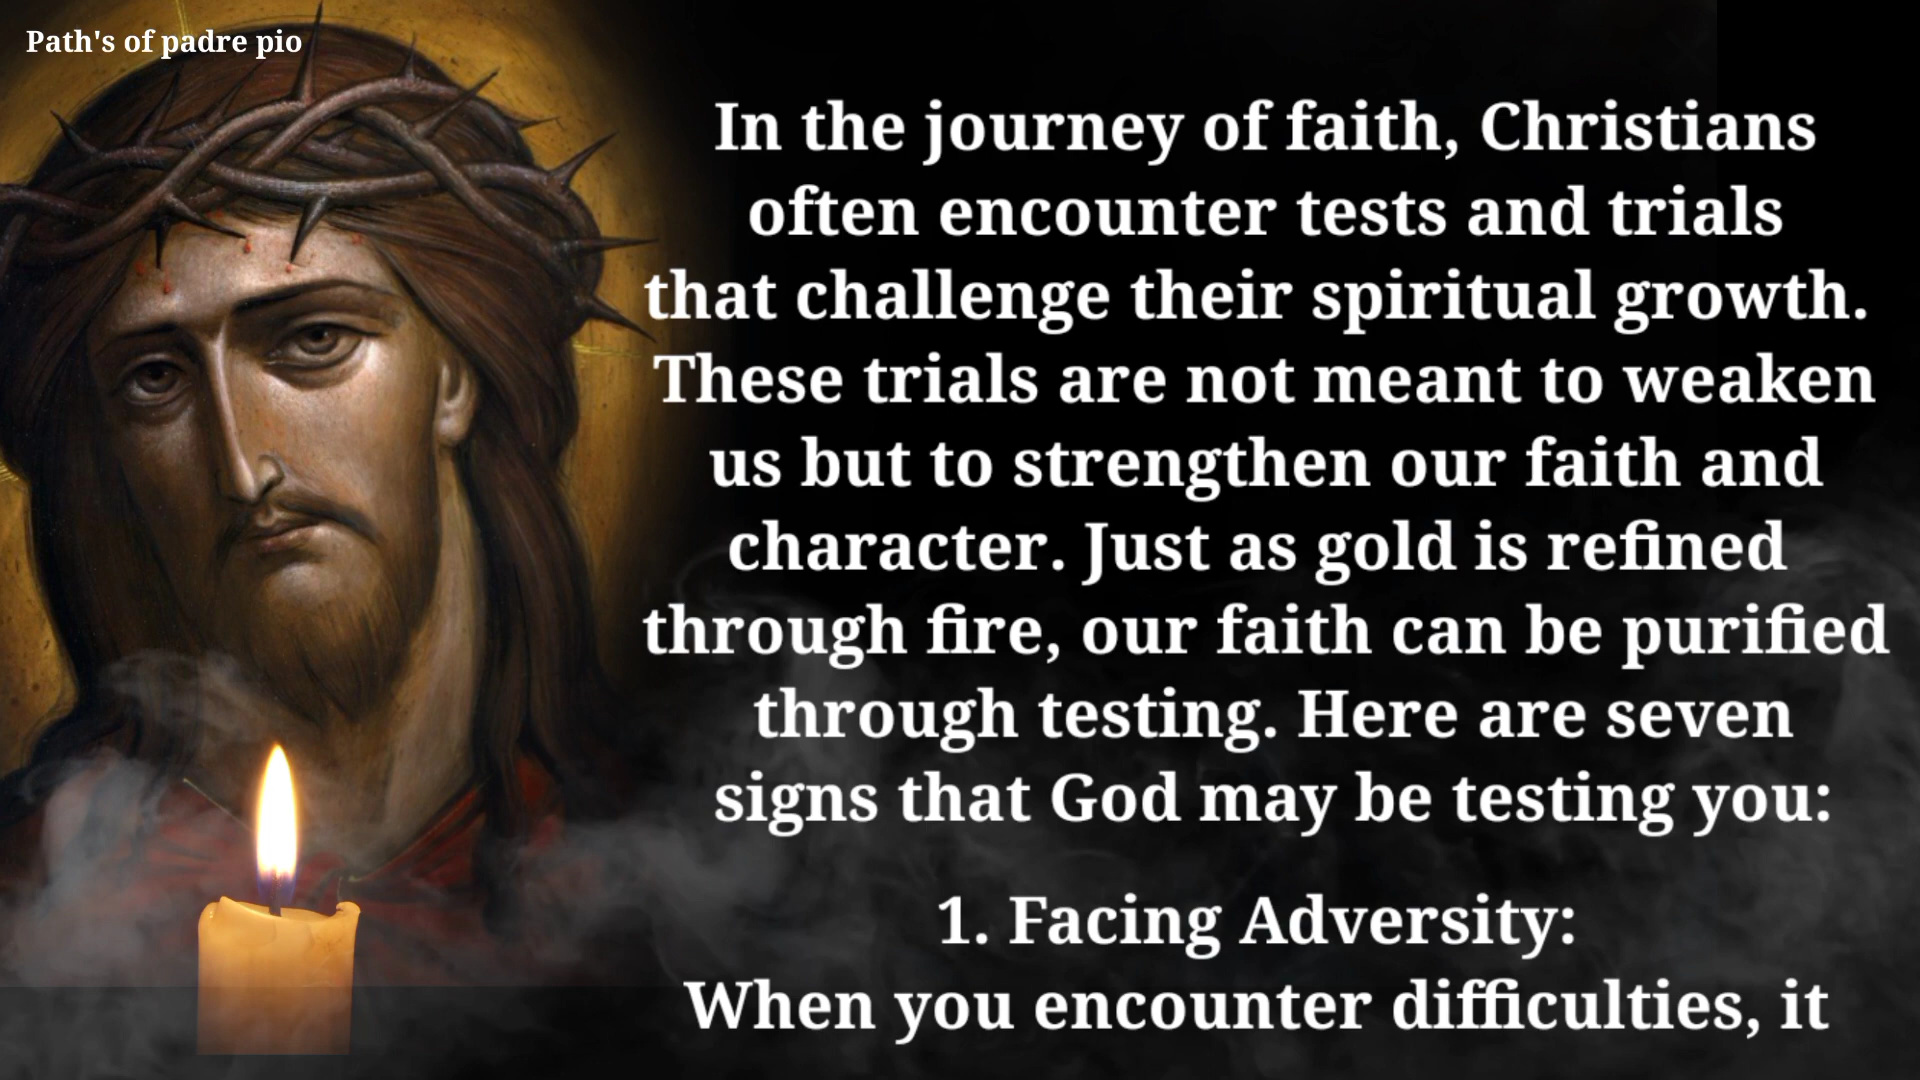 Path's of padre pio
In the journey of faith, Christians
often encounter tests and trials
that challenge their spiritual growth.
These trials are not meant to weaken
us but to strengthen our faith and
character. Just as gold is refined
through fire, our faith can be purified
through testing. Here are seven
signs that God may be testing you:
1. Facing Adversity:
When you encounter difficulties, it